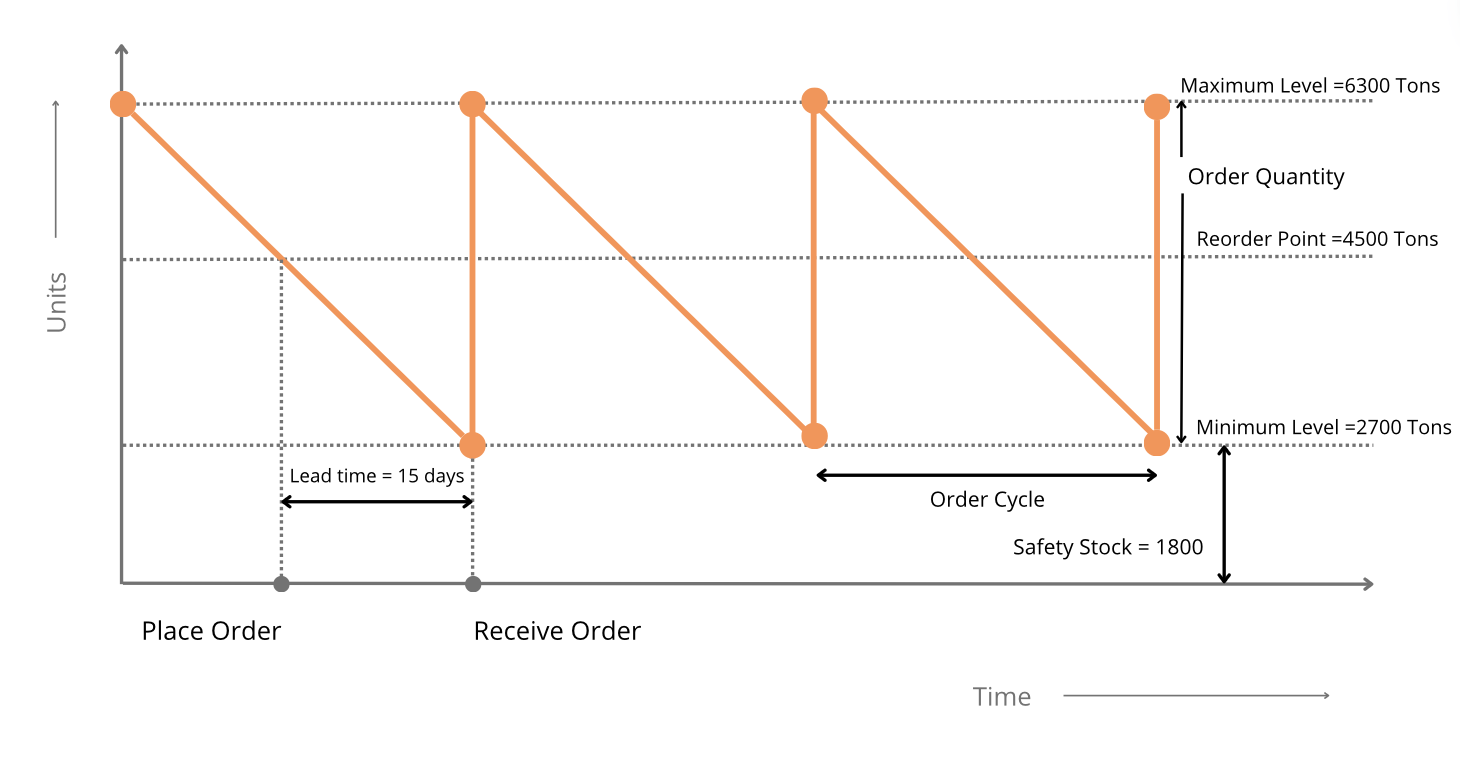 Maximum Level =6300 Tons
Order Quantity
Reorder Point =4500 Tons
Units
Minimum Level =2700 Tons
Lead time = 15 days
Order Cycle
Safety Stock = 1800
Place Order
Receive Order
Time